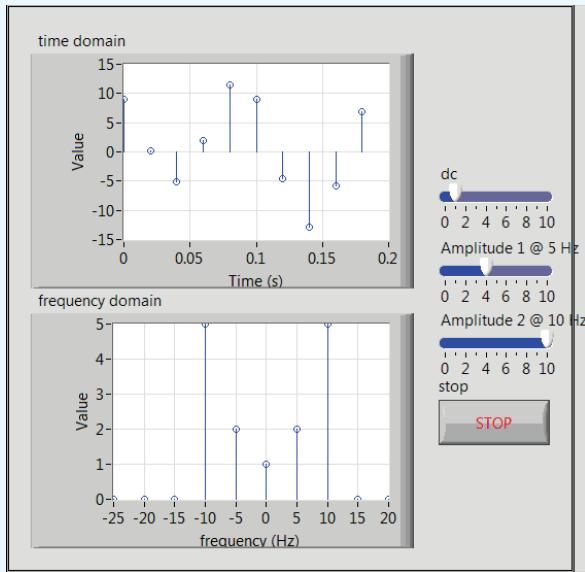 time domain
15
10
5
0
-5
-10
-15
Value
0 0.05 0.1 0.15 0.2
Time (s)
frequency domain
5
4
3
2
1
0
Value
-25 -20 -15 -10 -5 0 5 10 15 20
frequency (Hz)
dc
0 2 4 6 8 10
Amplitude 1 @ 5 Hz
0 2 4 6 8 10
Amplitude 2 @ 10 Hz
0 2 4 6 8 10
stop
STOP